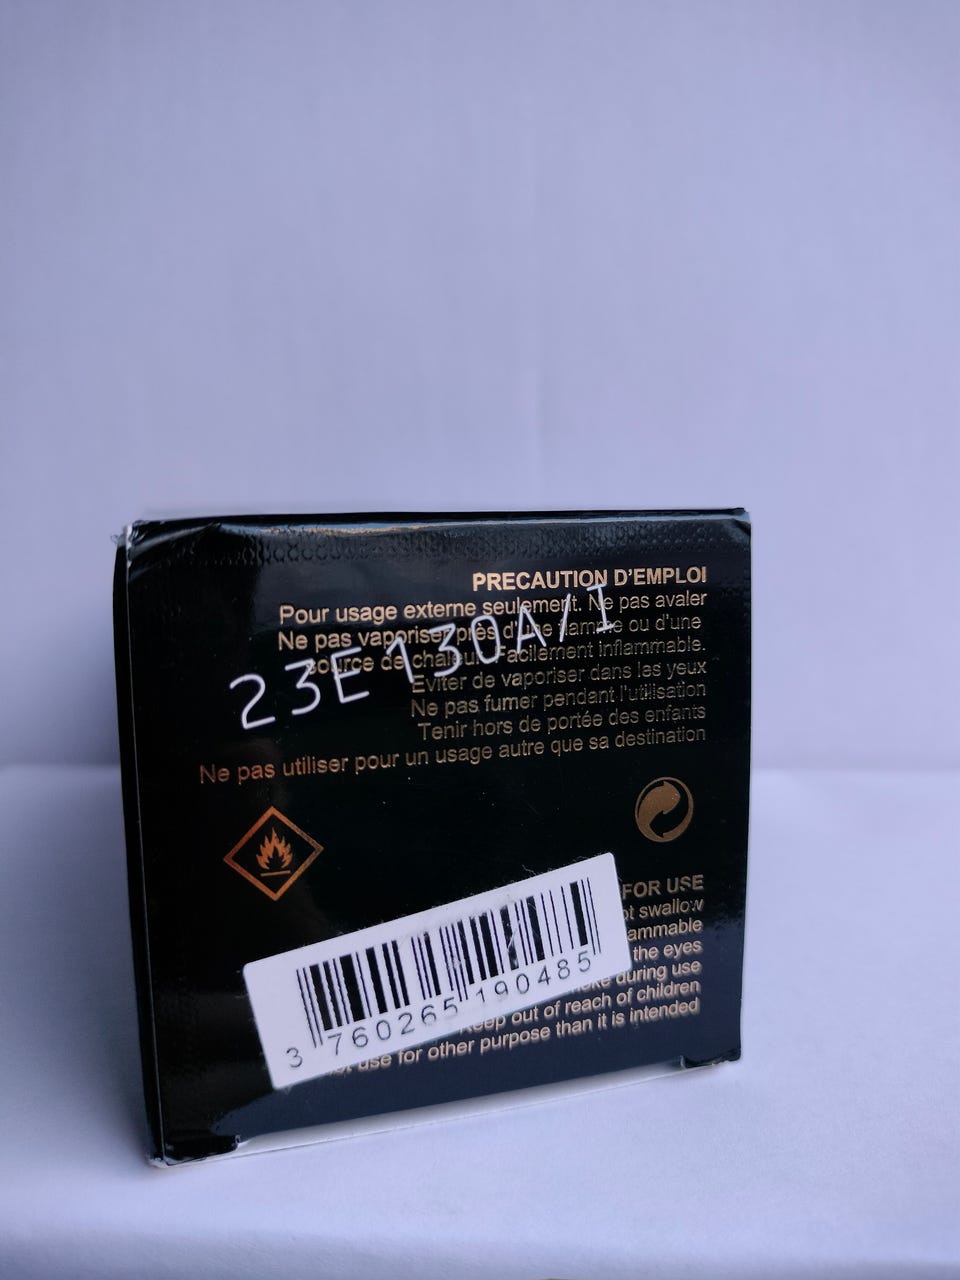 PRECAUTION D'EMPLOI
Pour usage externe seulement. Ne pas avaler
Ne pas vaporiser près d'une flamme ou d'une
source de chaleur. Facilement inflammable.
Eviter de vaporiser dans les yeux
Ne pas fumer pendant l'utilisation
Tenir hors de portée des enfants
Ne pas utiliser pour un usage autre que sa destination
23E130A/1
FOR USE
swallow
the eyes
during use
Keep out of reach of children
use for other purpose than it is intended
3 760265 190485